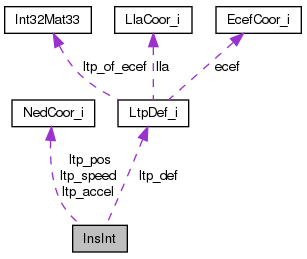 Int32Mat33
LlaCoor_i
EcefCoor_i
ltp_of_ecef
lla
ecef
NedCoor_i
LtpDef_i
ltp_pos
ltp_speed
ltp_accel
ltp_def
InsInt